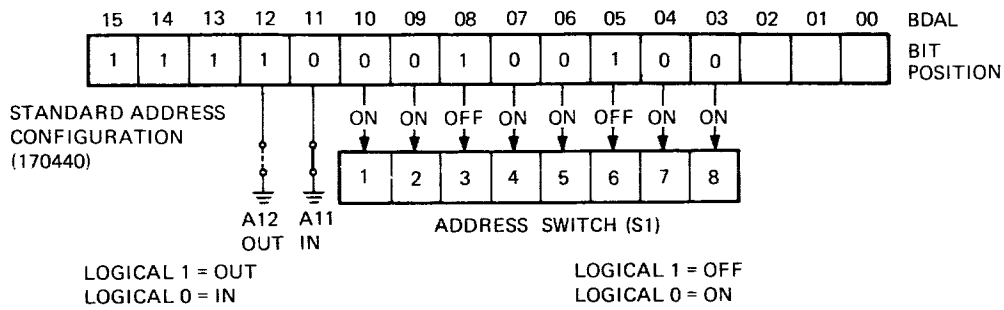 15 14 13 12 11 10 09 08 07 06 05 04 03 02 01 00 BDAL
1 1 1 1 0 0 0 1 0 0 1 0 0 BIT POSITION
STANDARD ADDRESS
CONFIGURATION
(170440)
ON ON OFF ON ON OFF ON ON
1 2 3 4 5 6 7 8
A12 A11
OUT IN
ADDRESS SWITCH (S1)
LOGICAL 1 = OUT
LOGICAL 0 = IN
LOGICAL 1 = OFF
LOGICAL 0 = ON